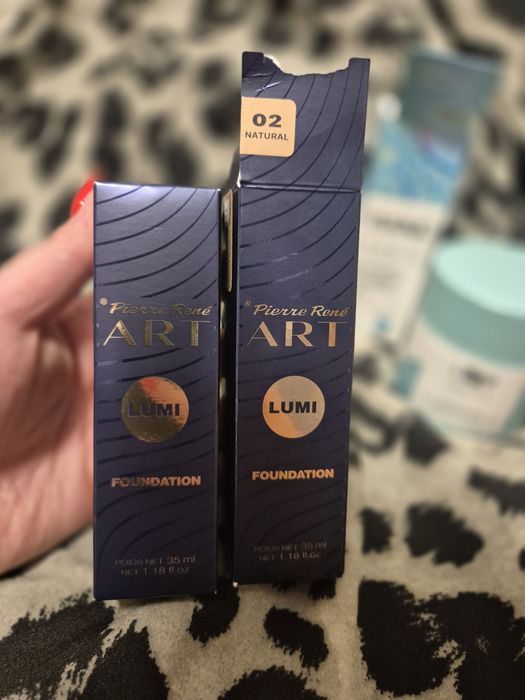 ® Pierre René
ART
LUMI
FOUNDATION
POIDS NET 35 ml
NET 1.18 fl.oz
02
NATURAL
® Pierre René
ART
LUMI
FOUNDATION
POIDS NET 35 ml
NET 1.18 fl.oz